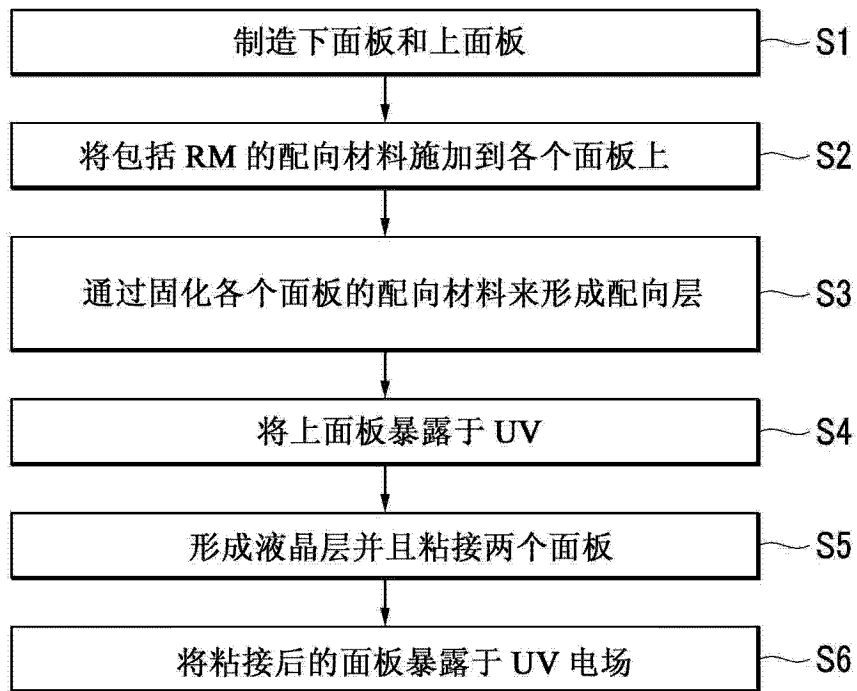 制造下面板和上面板
S1
将包括 RM 的配向材料施加到各个面板上
S2
通过固化各个面板的配向材料来形成配向层
S3
将上面板暴露于 UV
S4
形成液晶层并且粘接两个面板
S5
将粘接后的面板暴露于 UV 电场
S6